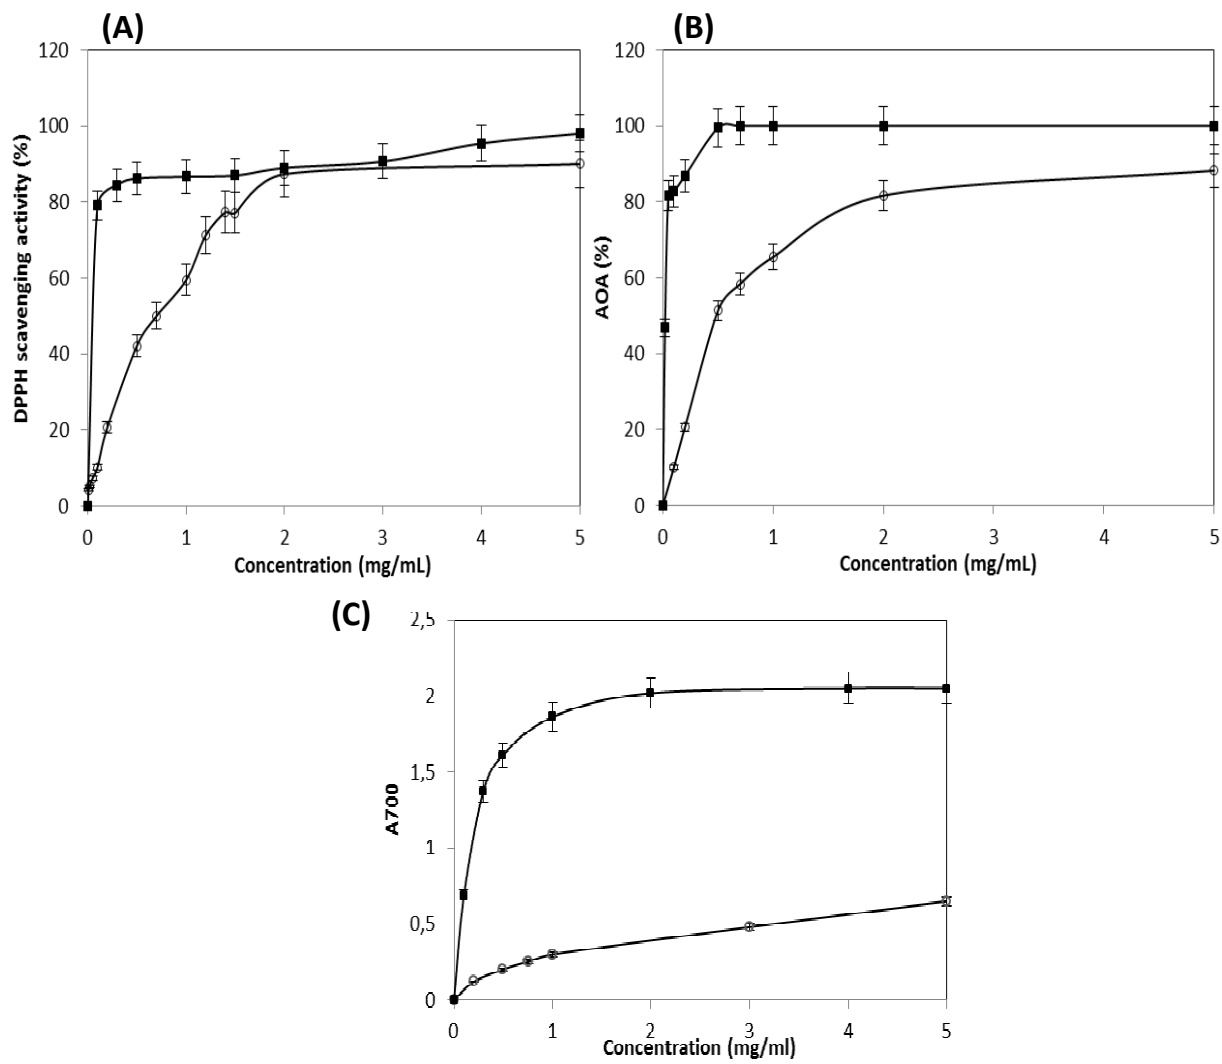 (A)
120
100
80
60
40
20
0
DPPH scavenging activity (%)
0 1 2 3 4 5
Concentration (mg/mL)
(B)
120
100
80
60
40
20
0
AOA (%)
0 1 2 3 4 5
Concentration (mg/mL)
(C)
2,5
2
1,5
1
0,5
0
A700
0 1 2 3 4 5
Concentration (mg/ml)